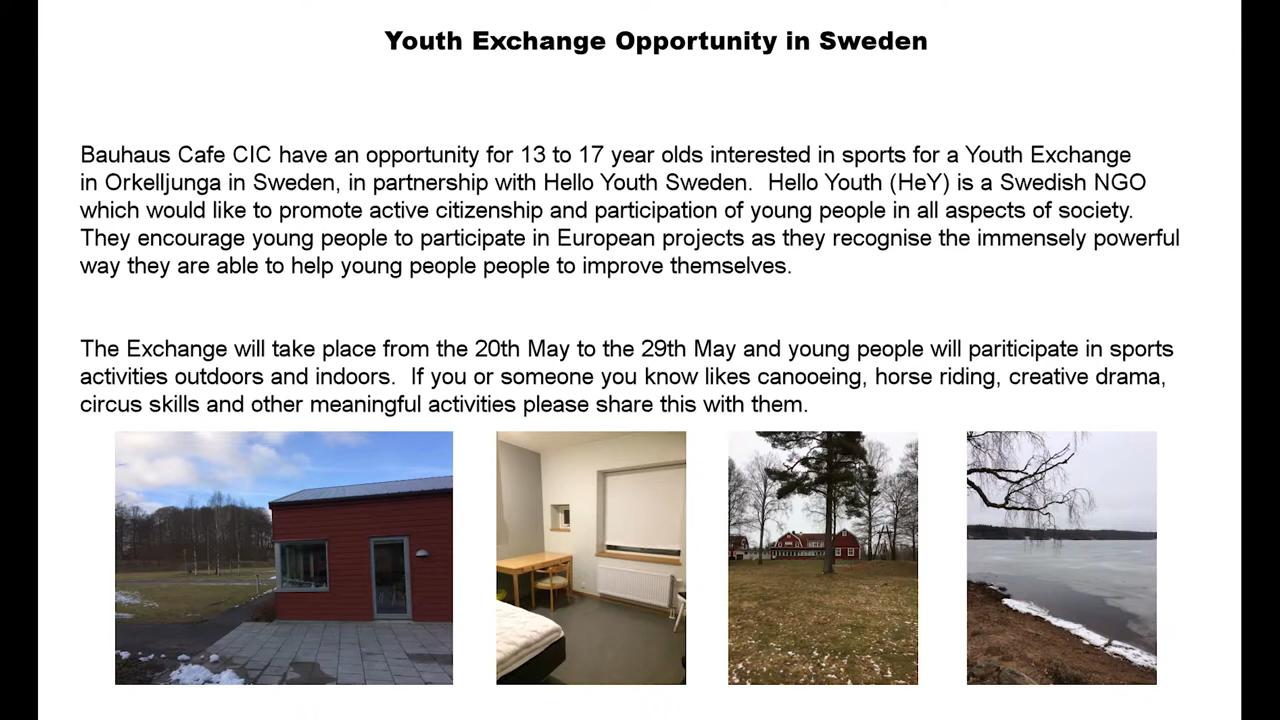 Youth Exchange Opportunity in Sweden
Bauhaus Cafe CIC have an opportunity for 13 to 17 year olds interested in sports for a Youth Exchange
in Orkelljunga in Sweden, in partnership with Hello Youth Sweden.  Hello Youth (HeY) is a Swedish NGO
which would like to promote active citizenship and participation of young people in all aspects of society.
They encourage young people to participate in European projects as they recognise the immensely powerful
way they are able to help young people people to improve themselves.
The Exchange will take place from the 20th May to the 29th May and young people will pariticipate in sports
activities outdoors and indoors.  If you or someone you know likes canooeing, horse riding, creative drama,
circus skills and other meaningful activities please share this with them.